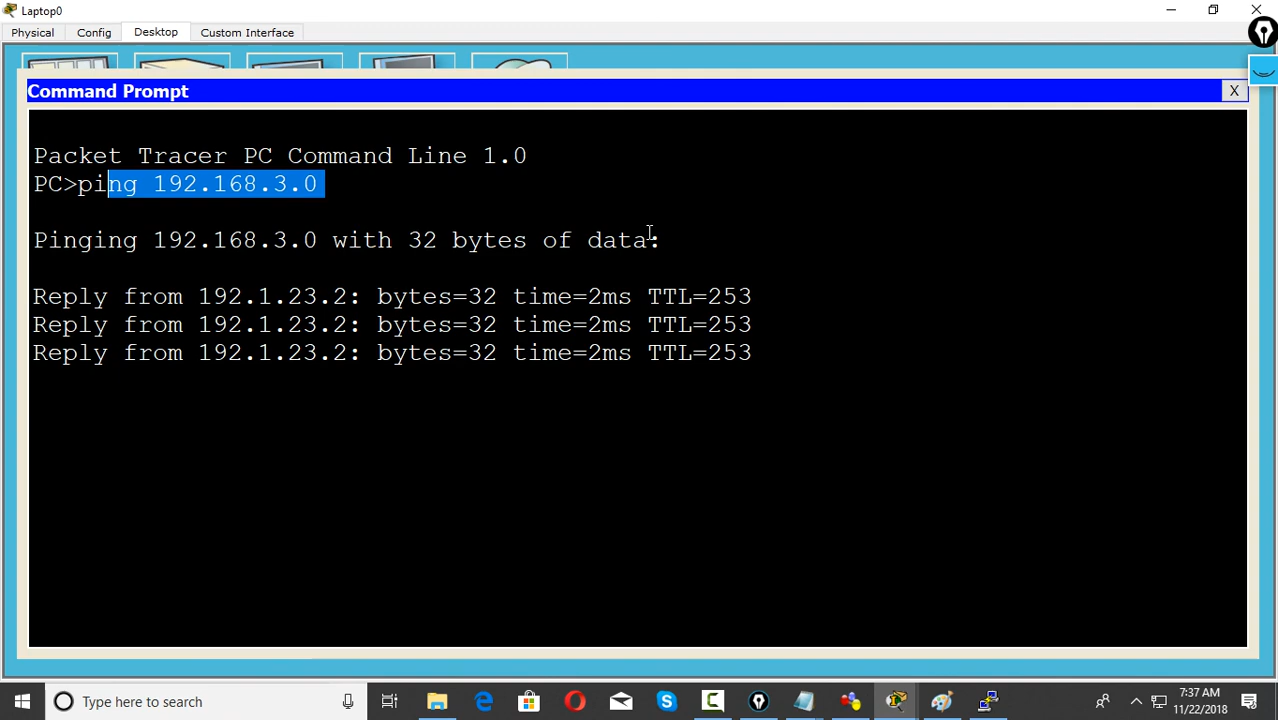 Laptop0
Physical Config Desktop Custom Interface
Command Prompt
X
Packet Tracer PC Command Line 1.0
PC>ping 192.168.3.0
Pinging 192.168.3.0 with 32 bytes of data:
Reply from 192.1.23.2: bytes=32 time=2ms TTL=253
Reply from 192.1.23.2: bytes=32 time=2ms TTL=253
Reply from 192.1.23.2: bytes=32 time=2ms TTL=253
Type here to search
7:37 AM
11/22/2018